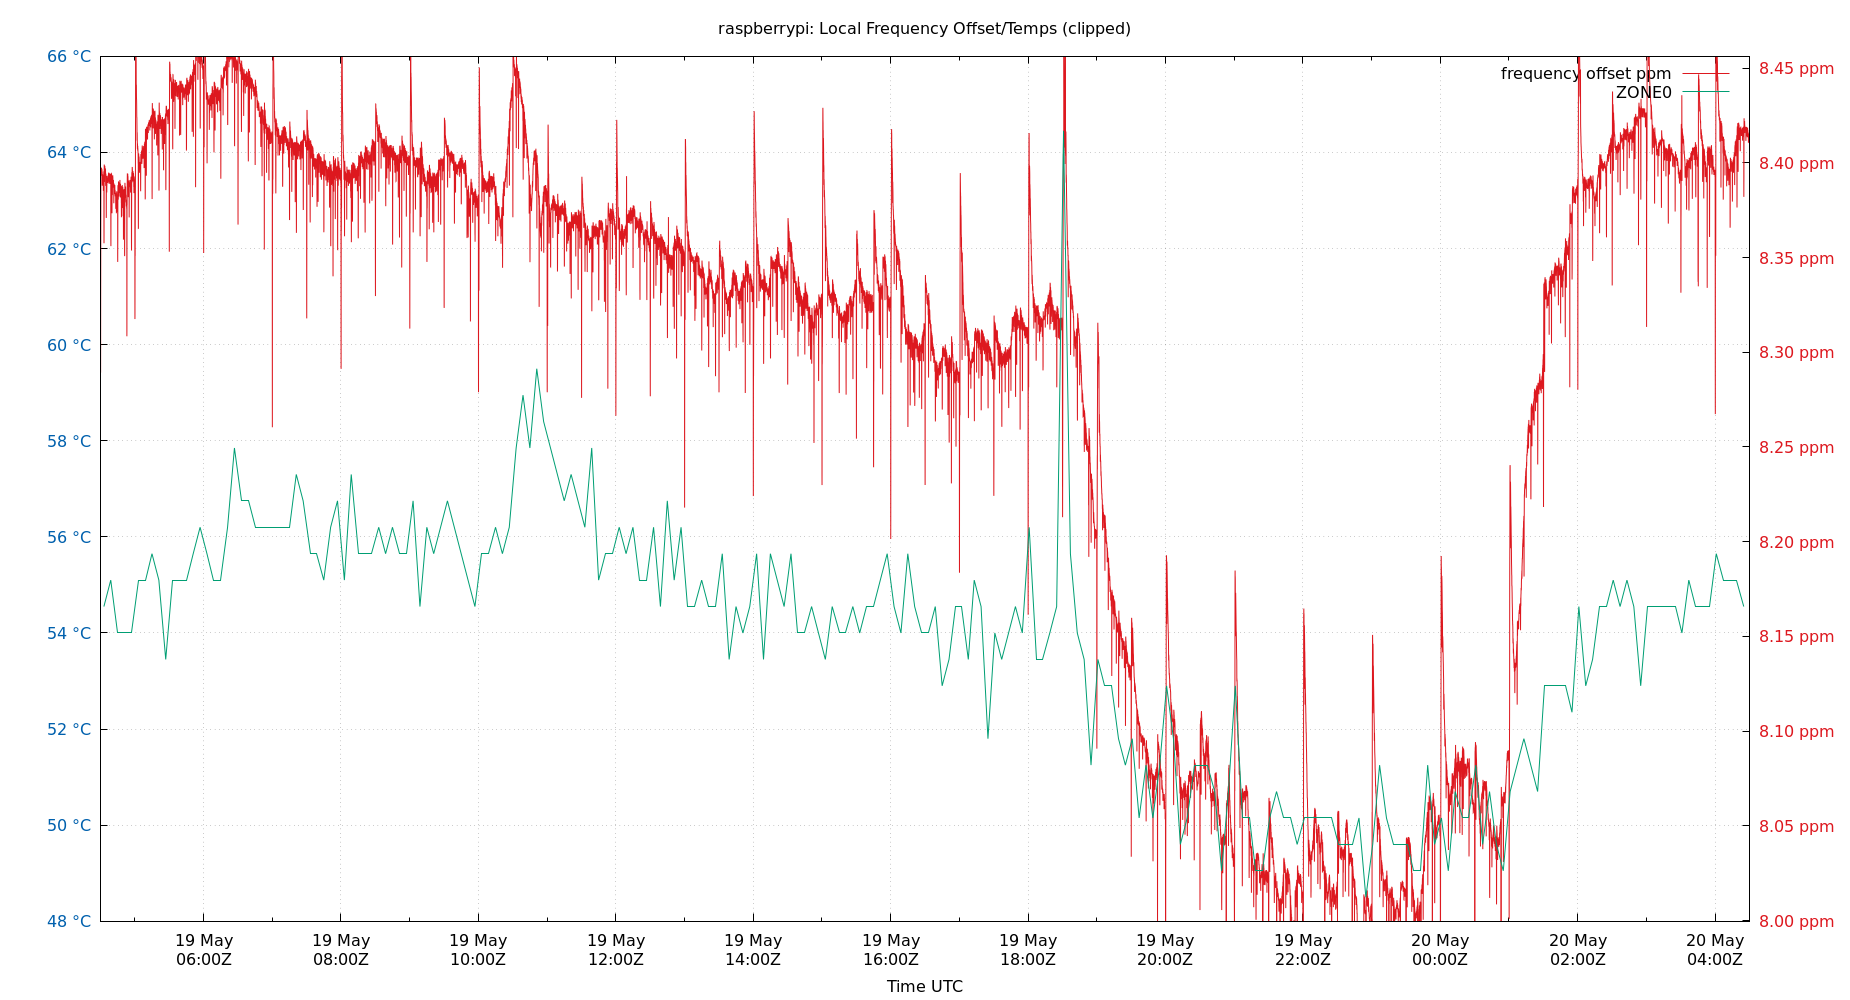 raspberrypi: Local Frequency Offset/Temps (clipped)
frequency offset ppm
ZONE0
66 °C
64 °C
62 °C
60 °C
58 °C
56 °C
54 °C
52 °C
50 °C
48 °C
8.45 ppm
8.40 ppm
8.35 ppm
8.30 ppm
8.25 ppm
8.20 ppm
8.15 ppm
8.10 ppm
8.05 ppm
8.00 ppm
19 May
06:00Z
19 May
08:00Z
19 May
10:00Z
19 May
12:00Z
19 May
14:00Z
19 May
16:00Z
19 May
18:00Z
19 May
20:00Z
19 May
22:00Z
20 May
00:00Z
20 May
02:00Z
20 May
04:00Z
Time UTC